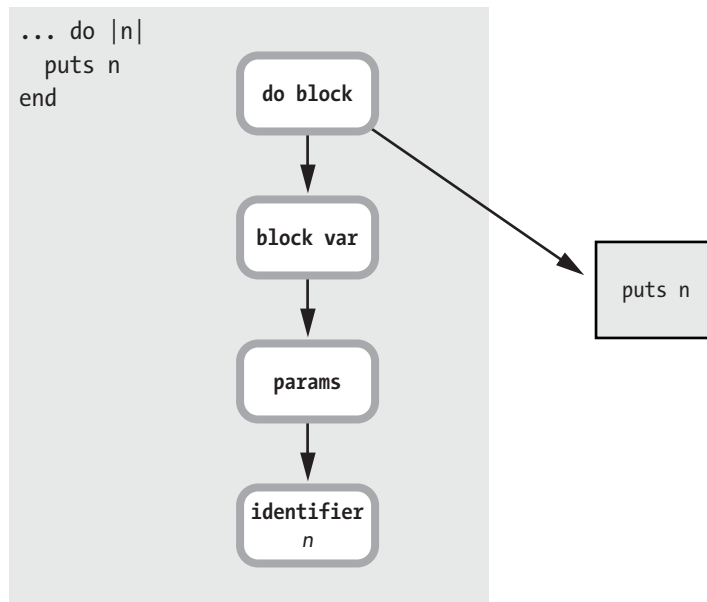 ... do |n|
  puts n
end
do block
block var
puts n
params
identifier
n